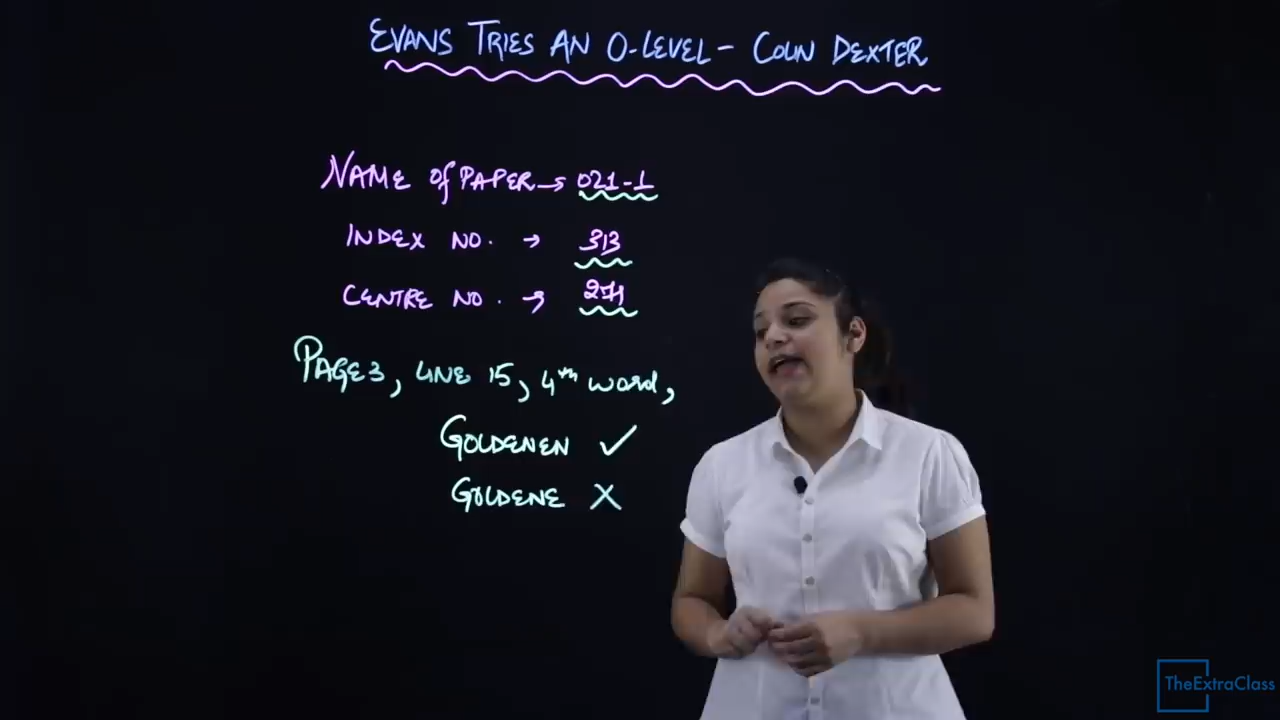 EVANS TRIES AN O-LEVEL - COLIN DEXTER
NAME Of PAPER → 021-1
INDEX NO. → 313
CENTRE NO. → 271
PAGE 3, LINE 15, 4th word,
GOLDENEN ✓
GOLDENE X
TheExtraClass